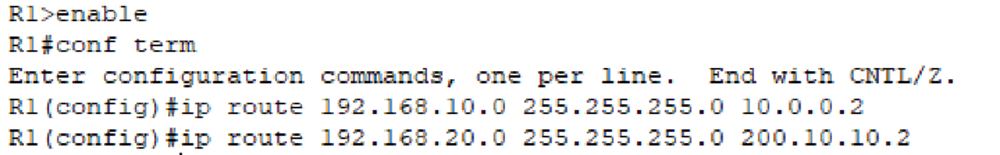 R1>enable
R1#conf term
Enter configuration commands, one per line.  End with CNTL/Z.
R1(config)#ip route 192.168.10.0 255.255.255.0 10.0.0.2
R1(config)#ip route 192.168.20.0 255.255.255.0 200.10.10.2